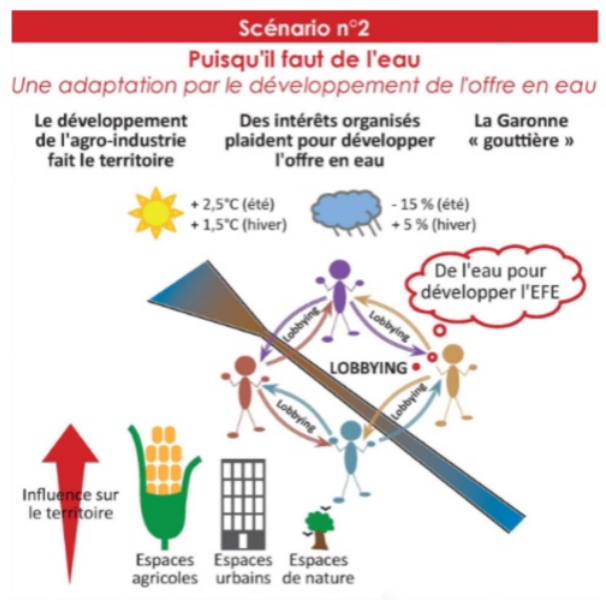 Scénario n°2
Puisqu'il faut de l'eau
Une adaptation par le développement de l'offre en eau
Le développement
de l'agro-industrie
fait le territoire
Des intérêts organisés
plaident pour développer
l'offre en eau
La Garonne
« gouttière »
+ 2,5°C (été)
+ 1,5°C (hiver)
- 15 % (été)
+ 5 % (hiver)
De l'eau pour
développer l'EFE
Lobbying
Lobbying
LOBBYING
Lobbying
Lobbying
Influence sur
le territoire
Espaces
agricoles
Espaces
urbains
Espaces
de nature